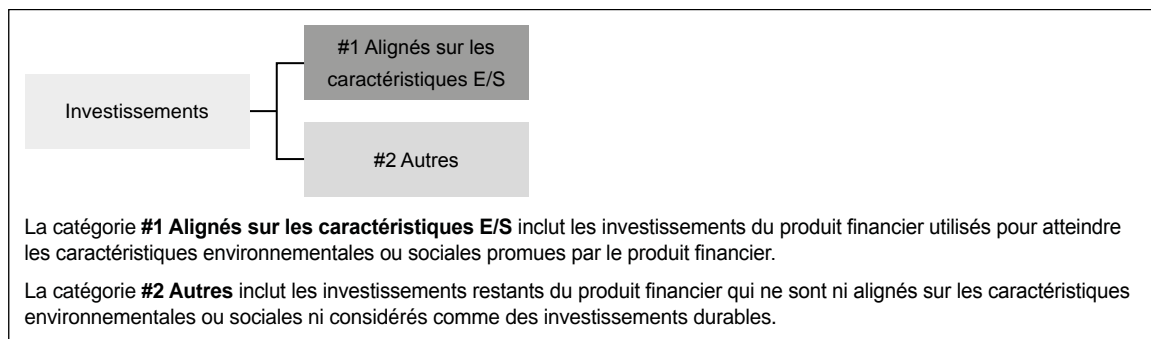 #1 Alignés sur les
caractéristiques E/S
Investissements
#2 Autres
La catégorie #1 Alignés sur les caractéristiques E/S inclut les investissements du produit financier utilisés pour atteindre
les caractéristiques environnementales ou sociales promues par le produit financier.
La catégorie #2 Autres inclut les investissements restants du produit financier qui ne sont ni alignés sur les caractéristiques
environnementales ou sociales ni considérés comme des investissements durables.